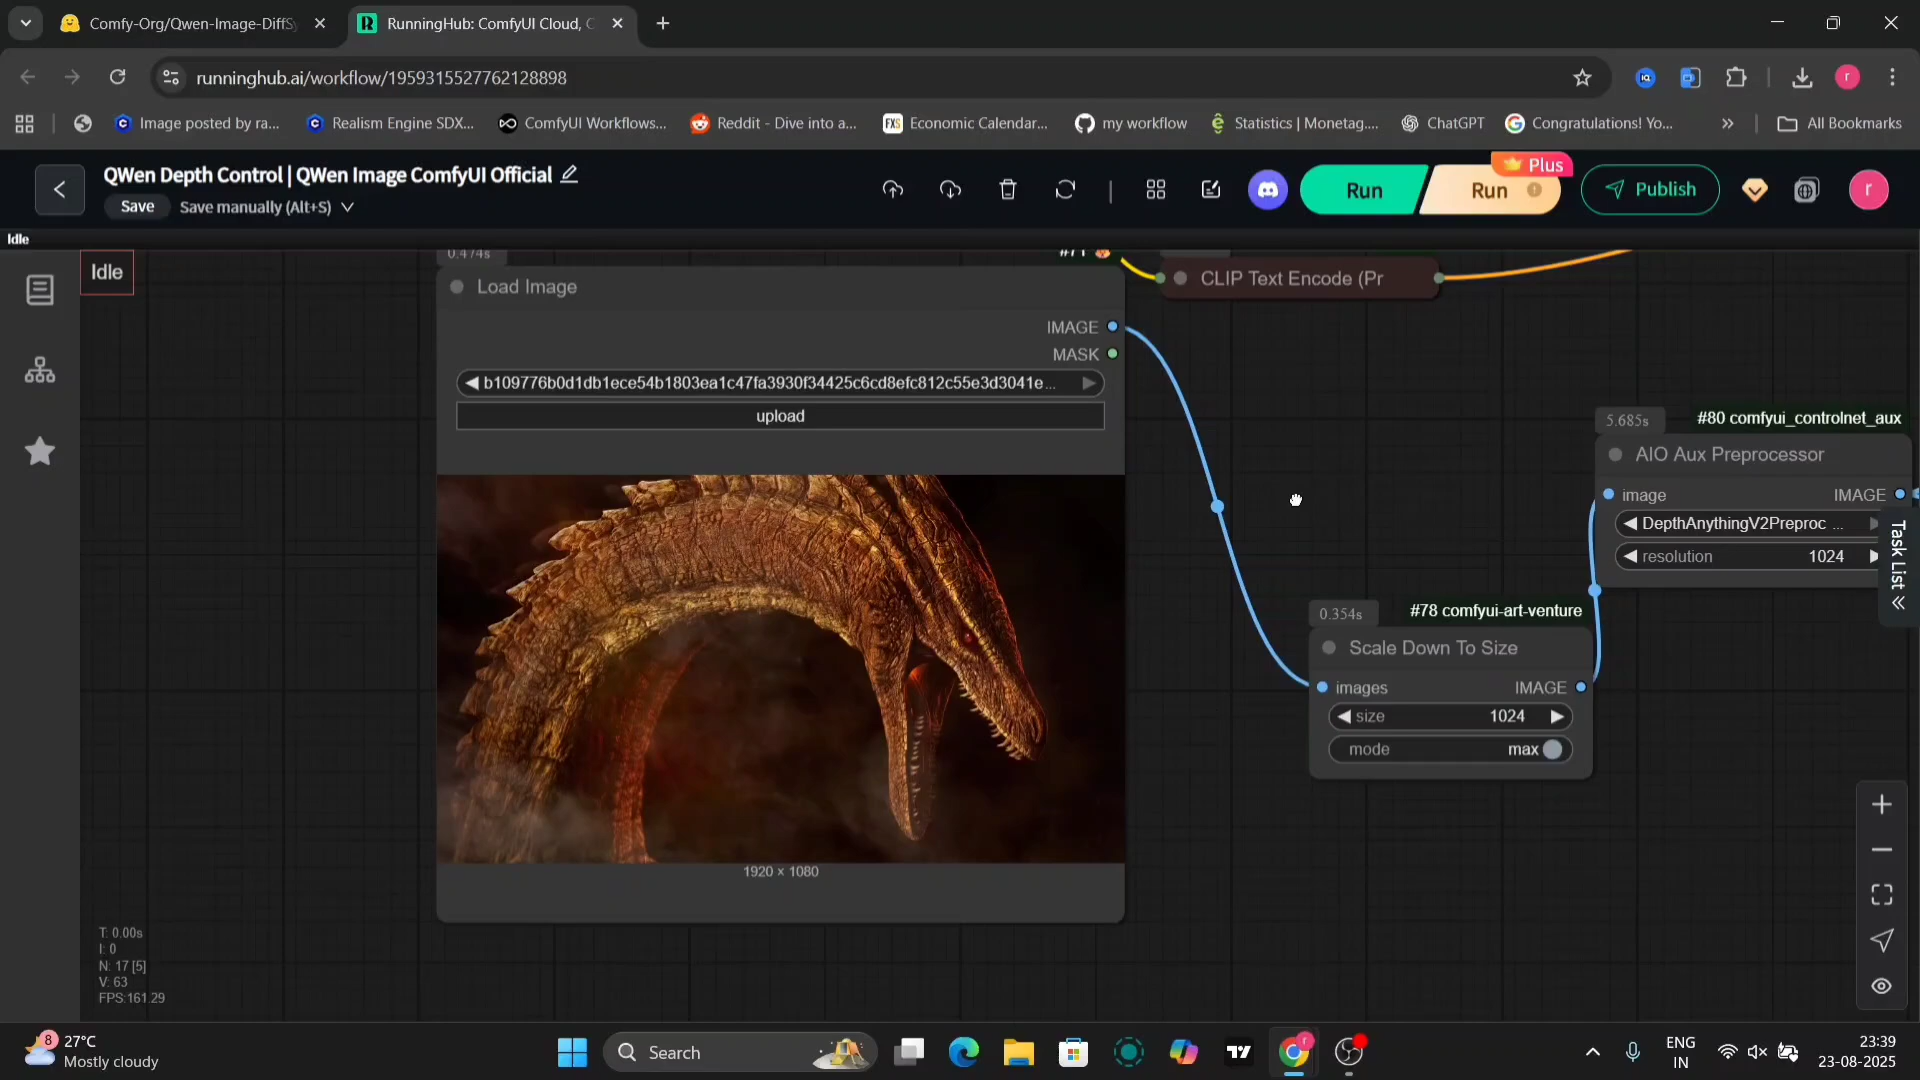 Comfy-Org/Qwen-Image-DiffSy
RunningHub: ComfyUI Cloud, C
runninghub.ai/workflow/1959315527762128898
r
Image posted by ra...
Realism Engine SDX...
ComfyUI Workflows...
Reddit - Dive into a...
FXS
Economic Calendar...
my workflow
Statistics | Monetag....
ChatGPT
Congratulations! Yo...
All Bookmarks
QWen Depth Control | QWen Image ComfyUI Official
Save
Save manually (Alt+S)
Run
Run
Plus
Publish
r
Idle
Idle
0.474s
#71
Load Image
CLIP Text Encode (Pr
IMAGE
MASK
b109776b0d1db1ece54b1803ea1c47fa3930f34425c6cd8efc812c55e3d3041e...
upload
5.685s
#80 comfyui_controlnet_aux
AIO Aux Preprocessor
image
IMAGE
DepthAnythingV2Preproc ...
resolution
1024
Task List
0.354s
#78 comfyui-art-venture
Scale Down To Size
images
IMAGE
size
1024
mode
max
1920 × 1080
T: 0.00s
I: 0
N: 17 [5]
V: 63
FPS:161.29
8
27°C
Mostly cloudy
Search
ENG
IN
23:39
23-08-2025